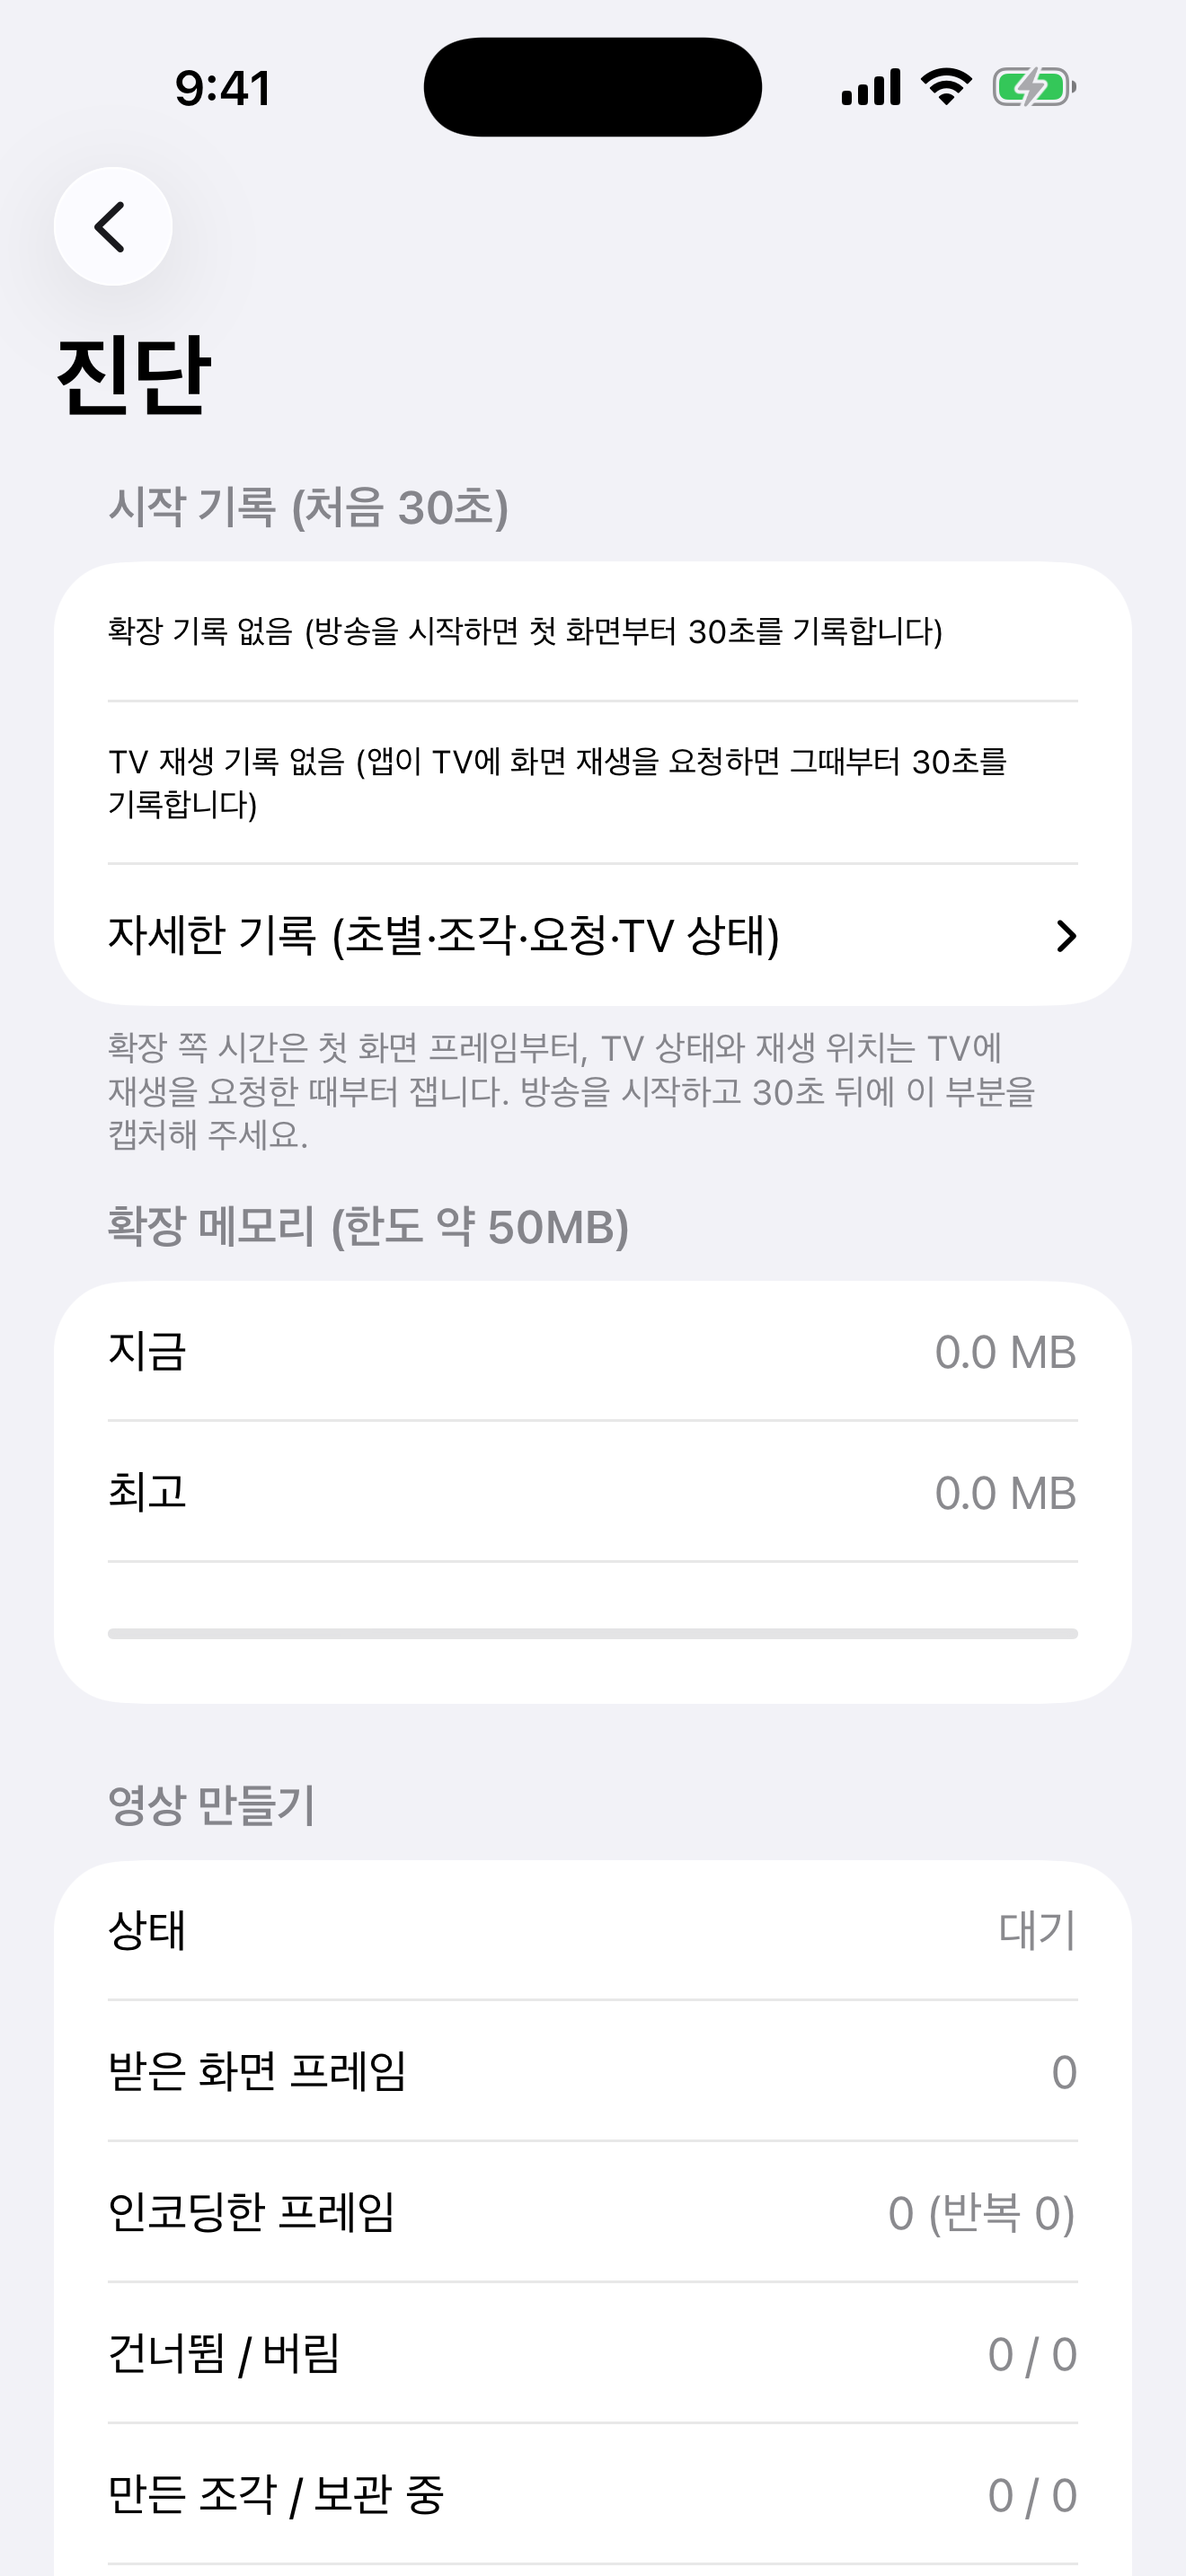 9:41
진단
시작 기록 (처음 30초)
확장 기록 없음 (방송을 시작하면 첫 화면부터 30초를 기록합니다)
TV 재생 기록 없음 (앱이 TV에 화면 재생을 요청하면 그때부터 30초를
기록합니다)
자세한 기록 (초별·조각·요청·TV 상태)
확장 쪽 시간은 첫 화면 프레임부터, TV 상태와 재생 위치는 TV에
재생을 요청한 때부터 잽니다. 방송을 시작하고 30초 뒤에 이 부분을
캡처해 주세요.
확장 메모리 (한도 약 50MB)
지금 0.0 MB
최고 0.0 MB
영상 만들기
상태 대기
받은 화면 프레임 0
인코딩한 프레임 0 (반복 0)
건너뜀 / 버림 0 / 0
만든 조각 / 보관 중 0 / 0